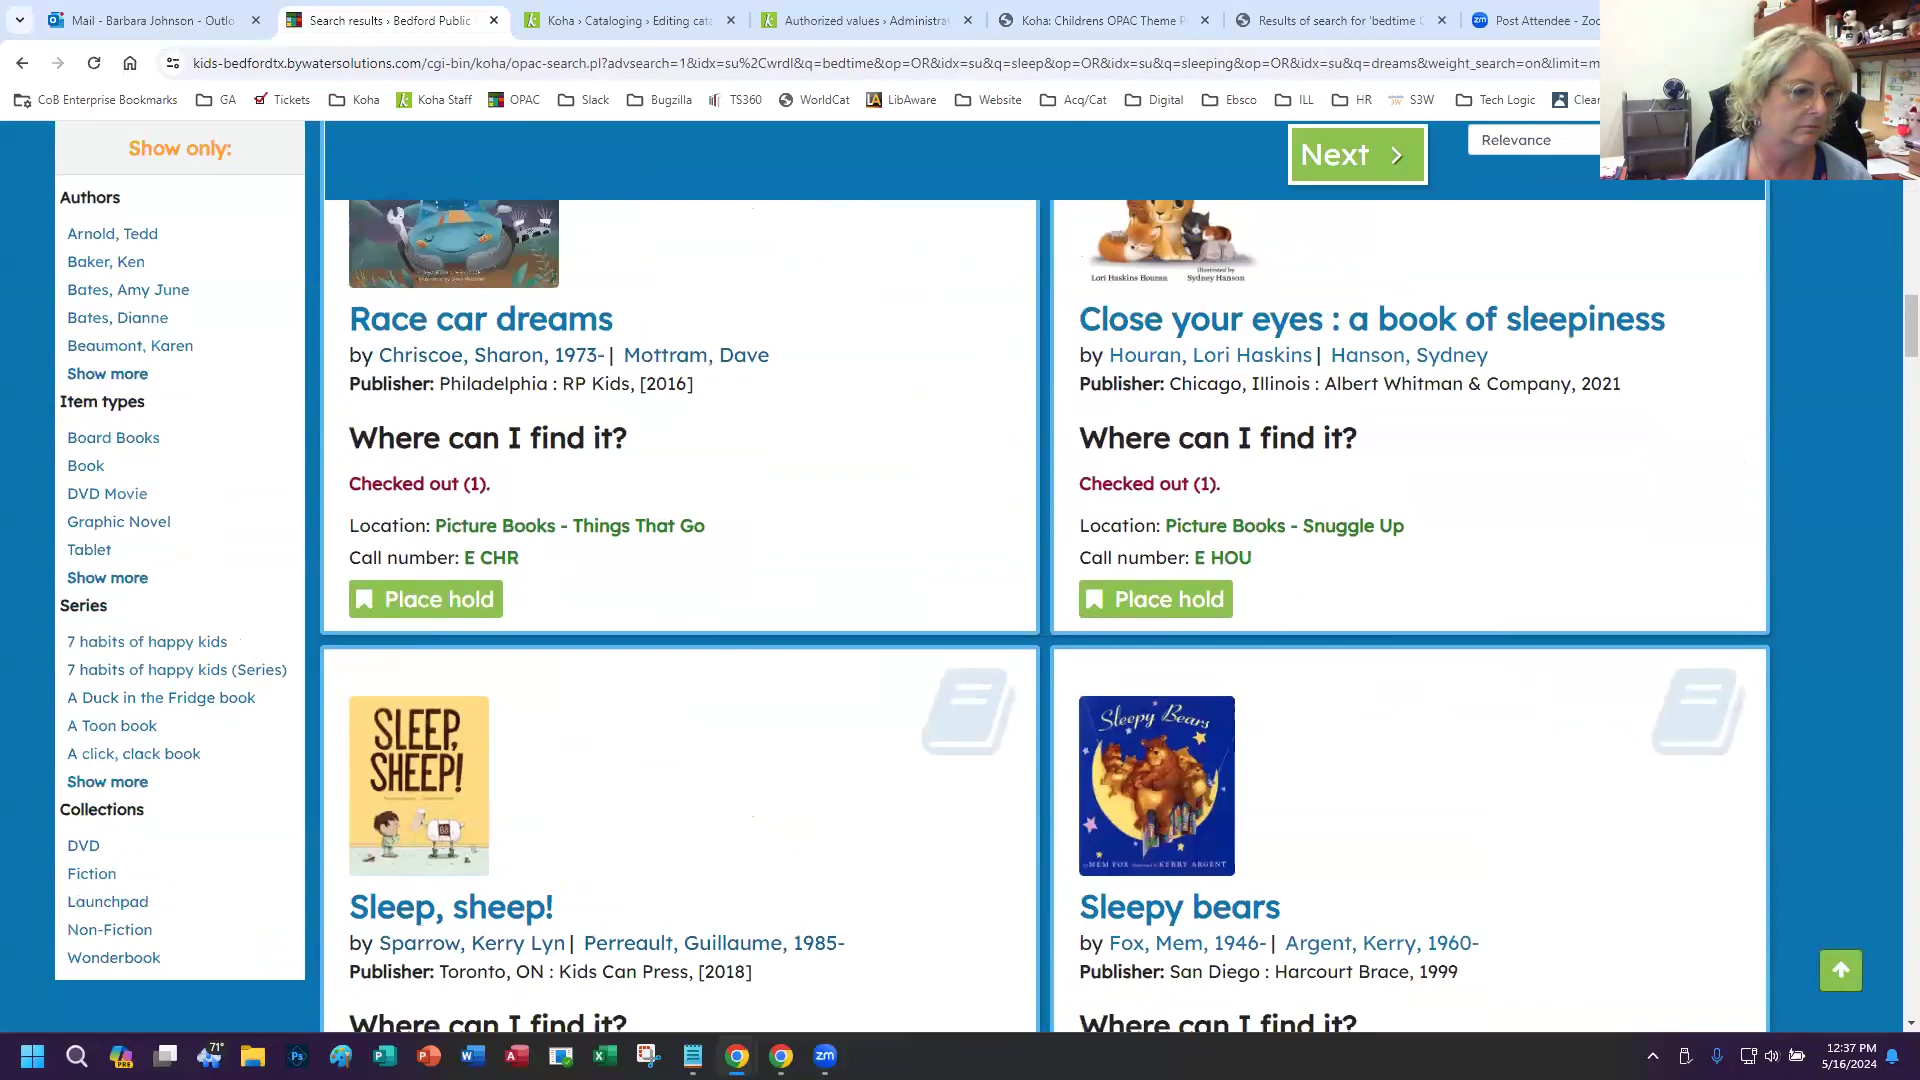 Mail - Barbara Johnson - Outlo
Search results › Bedford Public
Koha › Cataloging › Editing cata
Authorized values › Administra
Koha: Childrens OPAC Theme P
Results of search for 'bedtime
Post Attendee - Zoo
kids-bedfordtx.bywatersolutions.com/cgi-bin/koha/opac-search.pl?advsearch=1&idx=su%2Cwrdl&q=bedtime&op=OR&idx=su&q=sleep&op=OR&idx=su&q=sleeping&op=OR&idx=su&q=dreams&weight_search=on&limit=m
CoB Enterprise Bookmarks
GA
Tickets
Koha
Koha Staff
OPAC
Slack
Bugzilla
TS360
WorldCat
LibAware
Website
Acq/Cat
Digital
Ebsco
ILL
HR
S3W
Tech Logic
Clear
Next
Relevance
Show only:
Authors
Arnold, Tedd
Baker, Ken
Bates, Amy June
Bates, Dianne
Beaumont, Karen
Show more
Item types
Board Books
Book
DVD Movie
Graphic Novel
Tablet
Show more
Series
7 habits of happy kids
7 habits of happy kids (Series)
A Duck in the Fridge book
A Toon book
A click, clack book
Show more
Collections
DVD
Fiction
Launchpad
Non-Fiction
Wonderbook
Race car dreams
by Chriscoe, Sharon, 1973- | Mottram, Dave
Publisher: Philadelphia : RP Kids, [2016]
Where can I find it?
Checked out (1).
Location: Picture Books - Things That Go
Call number: E CHR
Place hold
Lori Haskins Houran
Illustrated by
Sydney Hanson
Close your eyes : a book of sleepiness
by Houran, Lori Haskins | Hanson, Sydney
Publisher: Chicago, Illinois : Albert Whitman & Company, 2021
Where can I find it?
Checked out (1).
Location: Picture Books - Snuggle Up
Call number: E HOU
Place hold
SLEEP,
SHEEP!
Sleep, sheep!
by Sparrow, Kerry Lyn | Perreault, Guillaume, 1985-
Publisher: Toronto, ON : Kids Can Press, [2018]
Where can I find it?
Sleepy Bears
MEM FOX
KERRY ARGENT
Sleepy bears
by Fox, Mem, 1946- | Argent, Kerry, 1960-
Publisher: San Diego : Harcourt Brace, 1999
Where can I find it?
71°
12:37 PM
5/16/2024